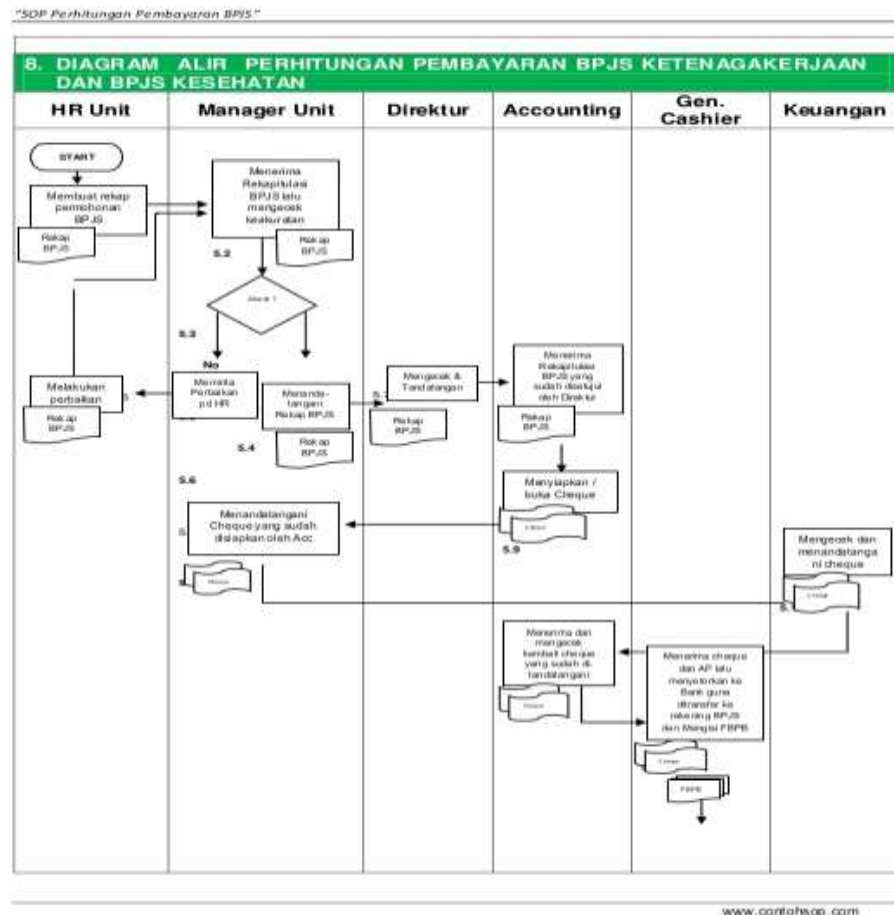 "SOP Perhitungan Pembayaran BPJS"
8. DIAGRAM ALIR PERHITUNGAN PEMBAYARAN BPJS KETENAGAKERJAAN
DAN BPJS KESEHATAN
HR Unit
Manager Unit
Direktur
Accounting
Gen.
Cashier
Keuangan
START
Membuat rekap
permohonan
BPJS
Rekap
BPJS
Menerima
Rekapitulasi
BPJS lalu
mengecek
keakuratan
Rekap
BPJS
5.2
5.3
No
Melakukan
perbaikan
Rekap
BPJS
Meminta
Perbaikan
pd HR
Menanda-
tangani
Rekap BPJS
Rekap
BPJS
5.4
Mengecek &
Tandatangan
Rekap
BPJS
Menerima
Rekapitulasi
BPJS yang
sudah disetujui
oleh Direktur
Rekap
BPJS
5.6
Menyiapkan /
buka Cheque
5.9
Menandatangani
Cheque yang sudah
disiapkan oleh Acc
Mengecek dan
menandatanga
ni cheque
Menerima dan
mengecek
kembali cheque
yang sudah di-
tandatangani
Menerima cheque
dan AP lalu
menyetorkan ke
Bank guna
ditransfer ke
rekening BPJS
dan Mengisi FBPB
FBPB
www.contohsop.com